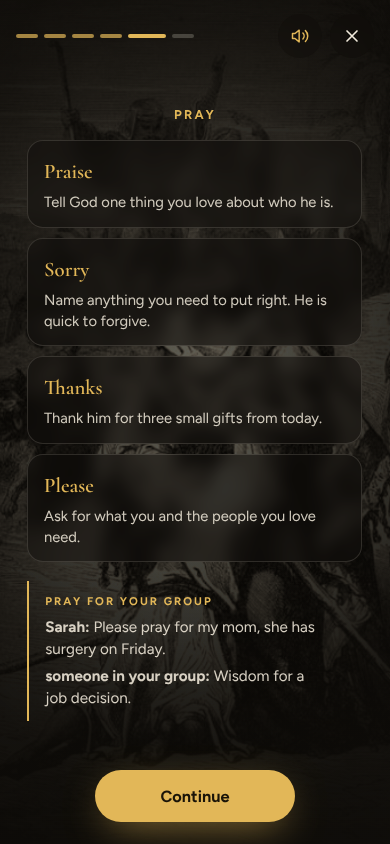 PRAY
Praise
Tell God one thing you love about who he is.
Sorry
Name anything you need to put right. He is
quick to forgive.
Thanks
Thank him for three small gifts from today.
Please
Ask for what you and the people you love
need.
PRAY FOR YOUR GROUP
Sarah: Please pray for my mom, she has
surgery on Friday.
someone in your group: Wisdom for a
job decision.
Continue